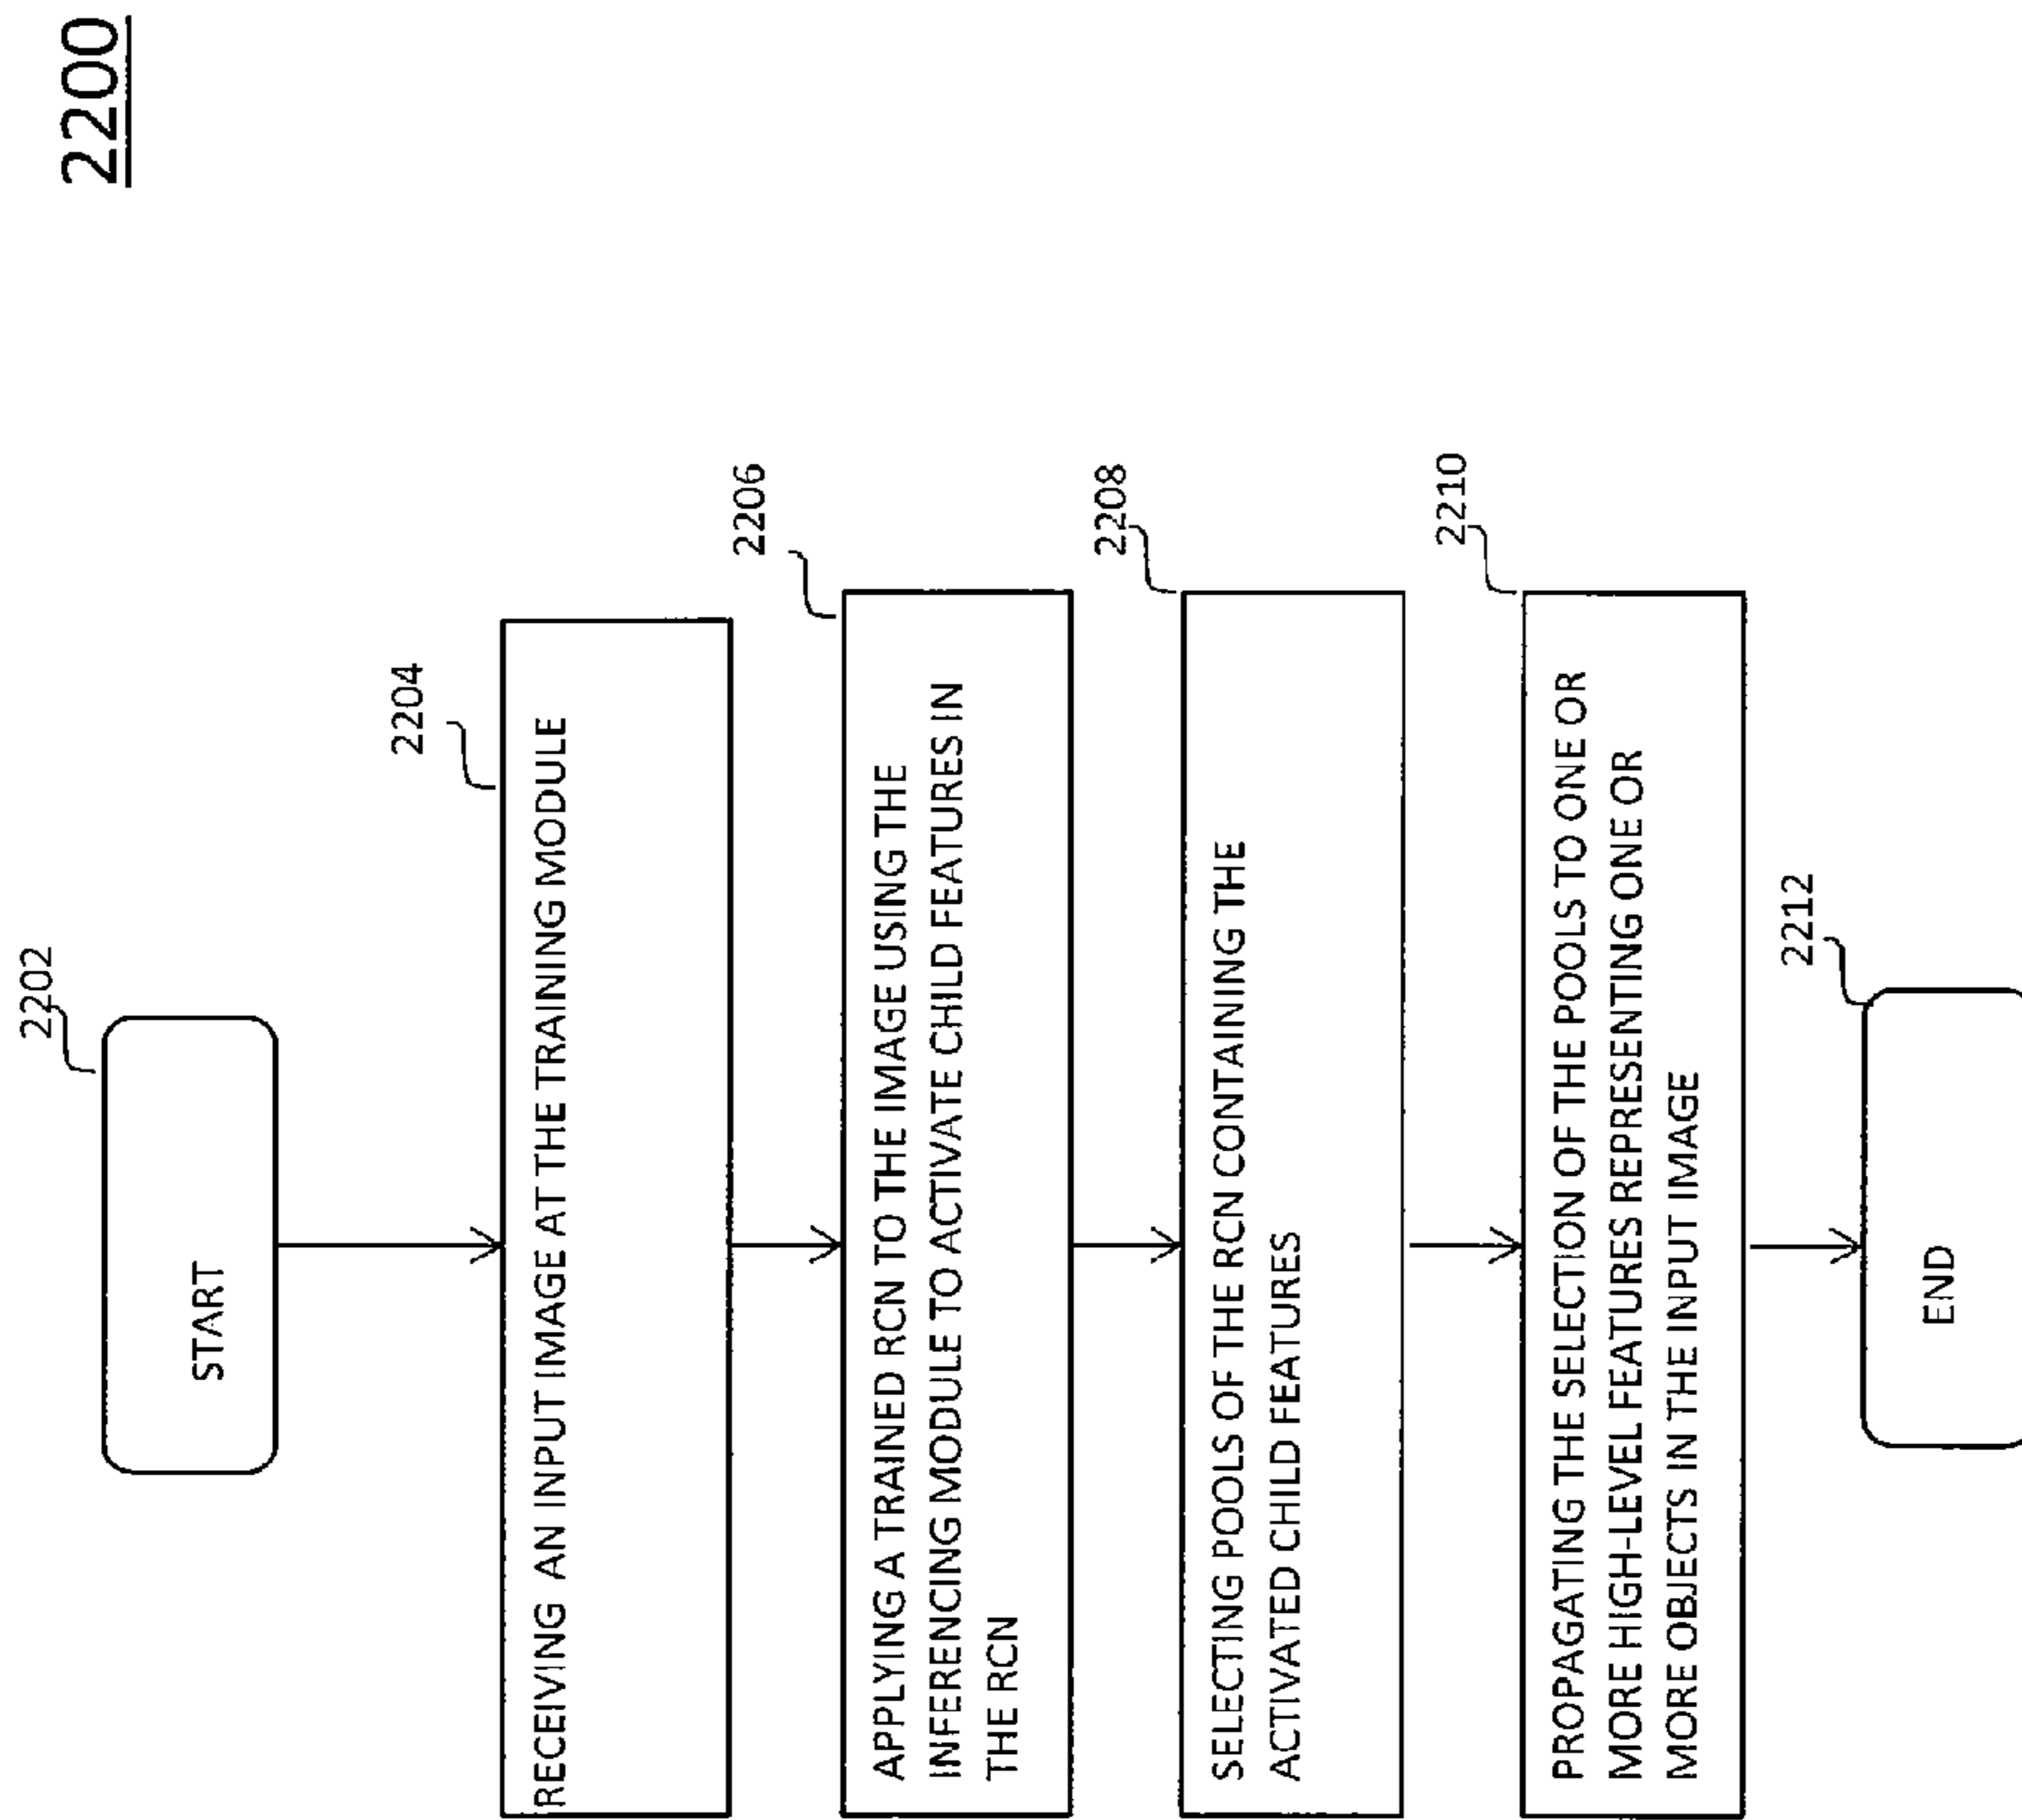 2200
2202
START
2204
RECEIVING AN INPUT IMAGE AT THE TRAINING MODULE
2206
APPLYING A TRAINED RCN TO THE IMAGE USING THE
INFERENCING MODULE TO ACTIVATE CHILD FEATURES IN
THE RCN
2208
SELECTING POOLS OF THE RCN CONTAINING THE
ACTIVATED CHILD FEATURES
2210
PROPAGATING THE SELECTION OF THE POOLS TO ONE OR
MORE HIGH-LEVEL FEATURES REPRESENTING ONE OR
MORE OBJECTS IN THE INPUT IMAGE
2212
END